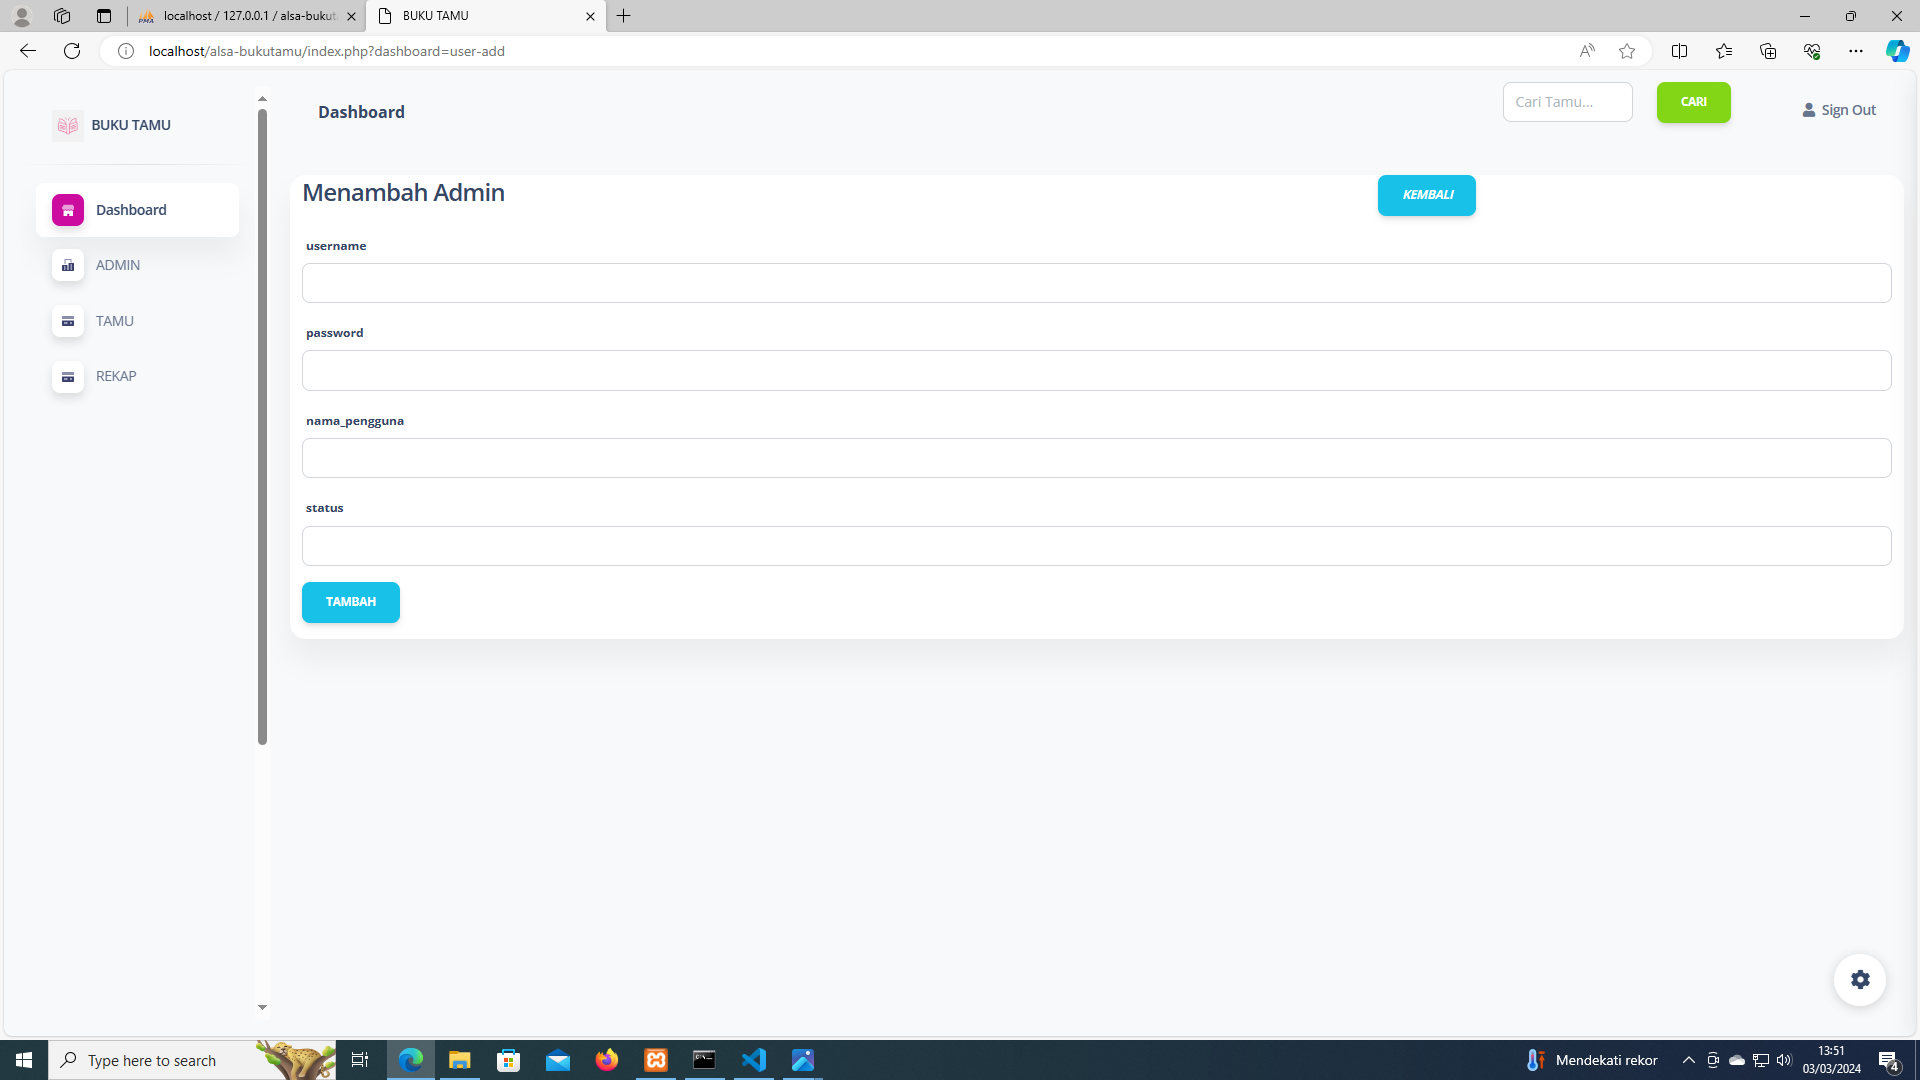 localhost / 127.0.0.1 / alsa-bukut
BUKU TAMU
localhost/alsa-bukutamu/index.php?dashboard=user-add
BUKU TAMU
Dashboard
Cari Tamu...
CARI
Sign Out
Dashboard
ADMIN
TAMU
REKAP
Menambah Admin
KEMBALI
username
password
nama_pengguna
status
TAMBAH
Type here to search
Mendekati rekor
13:51
03/03/2024
4